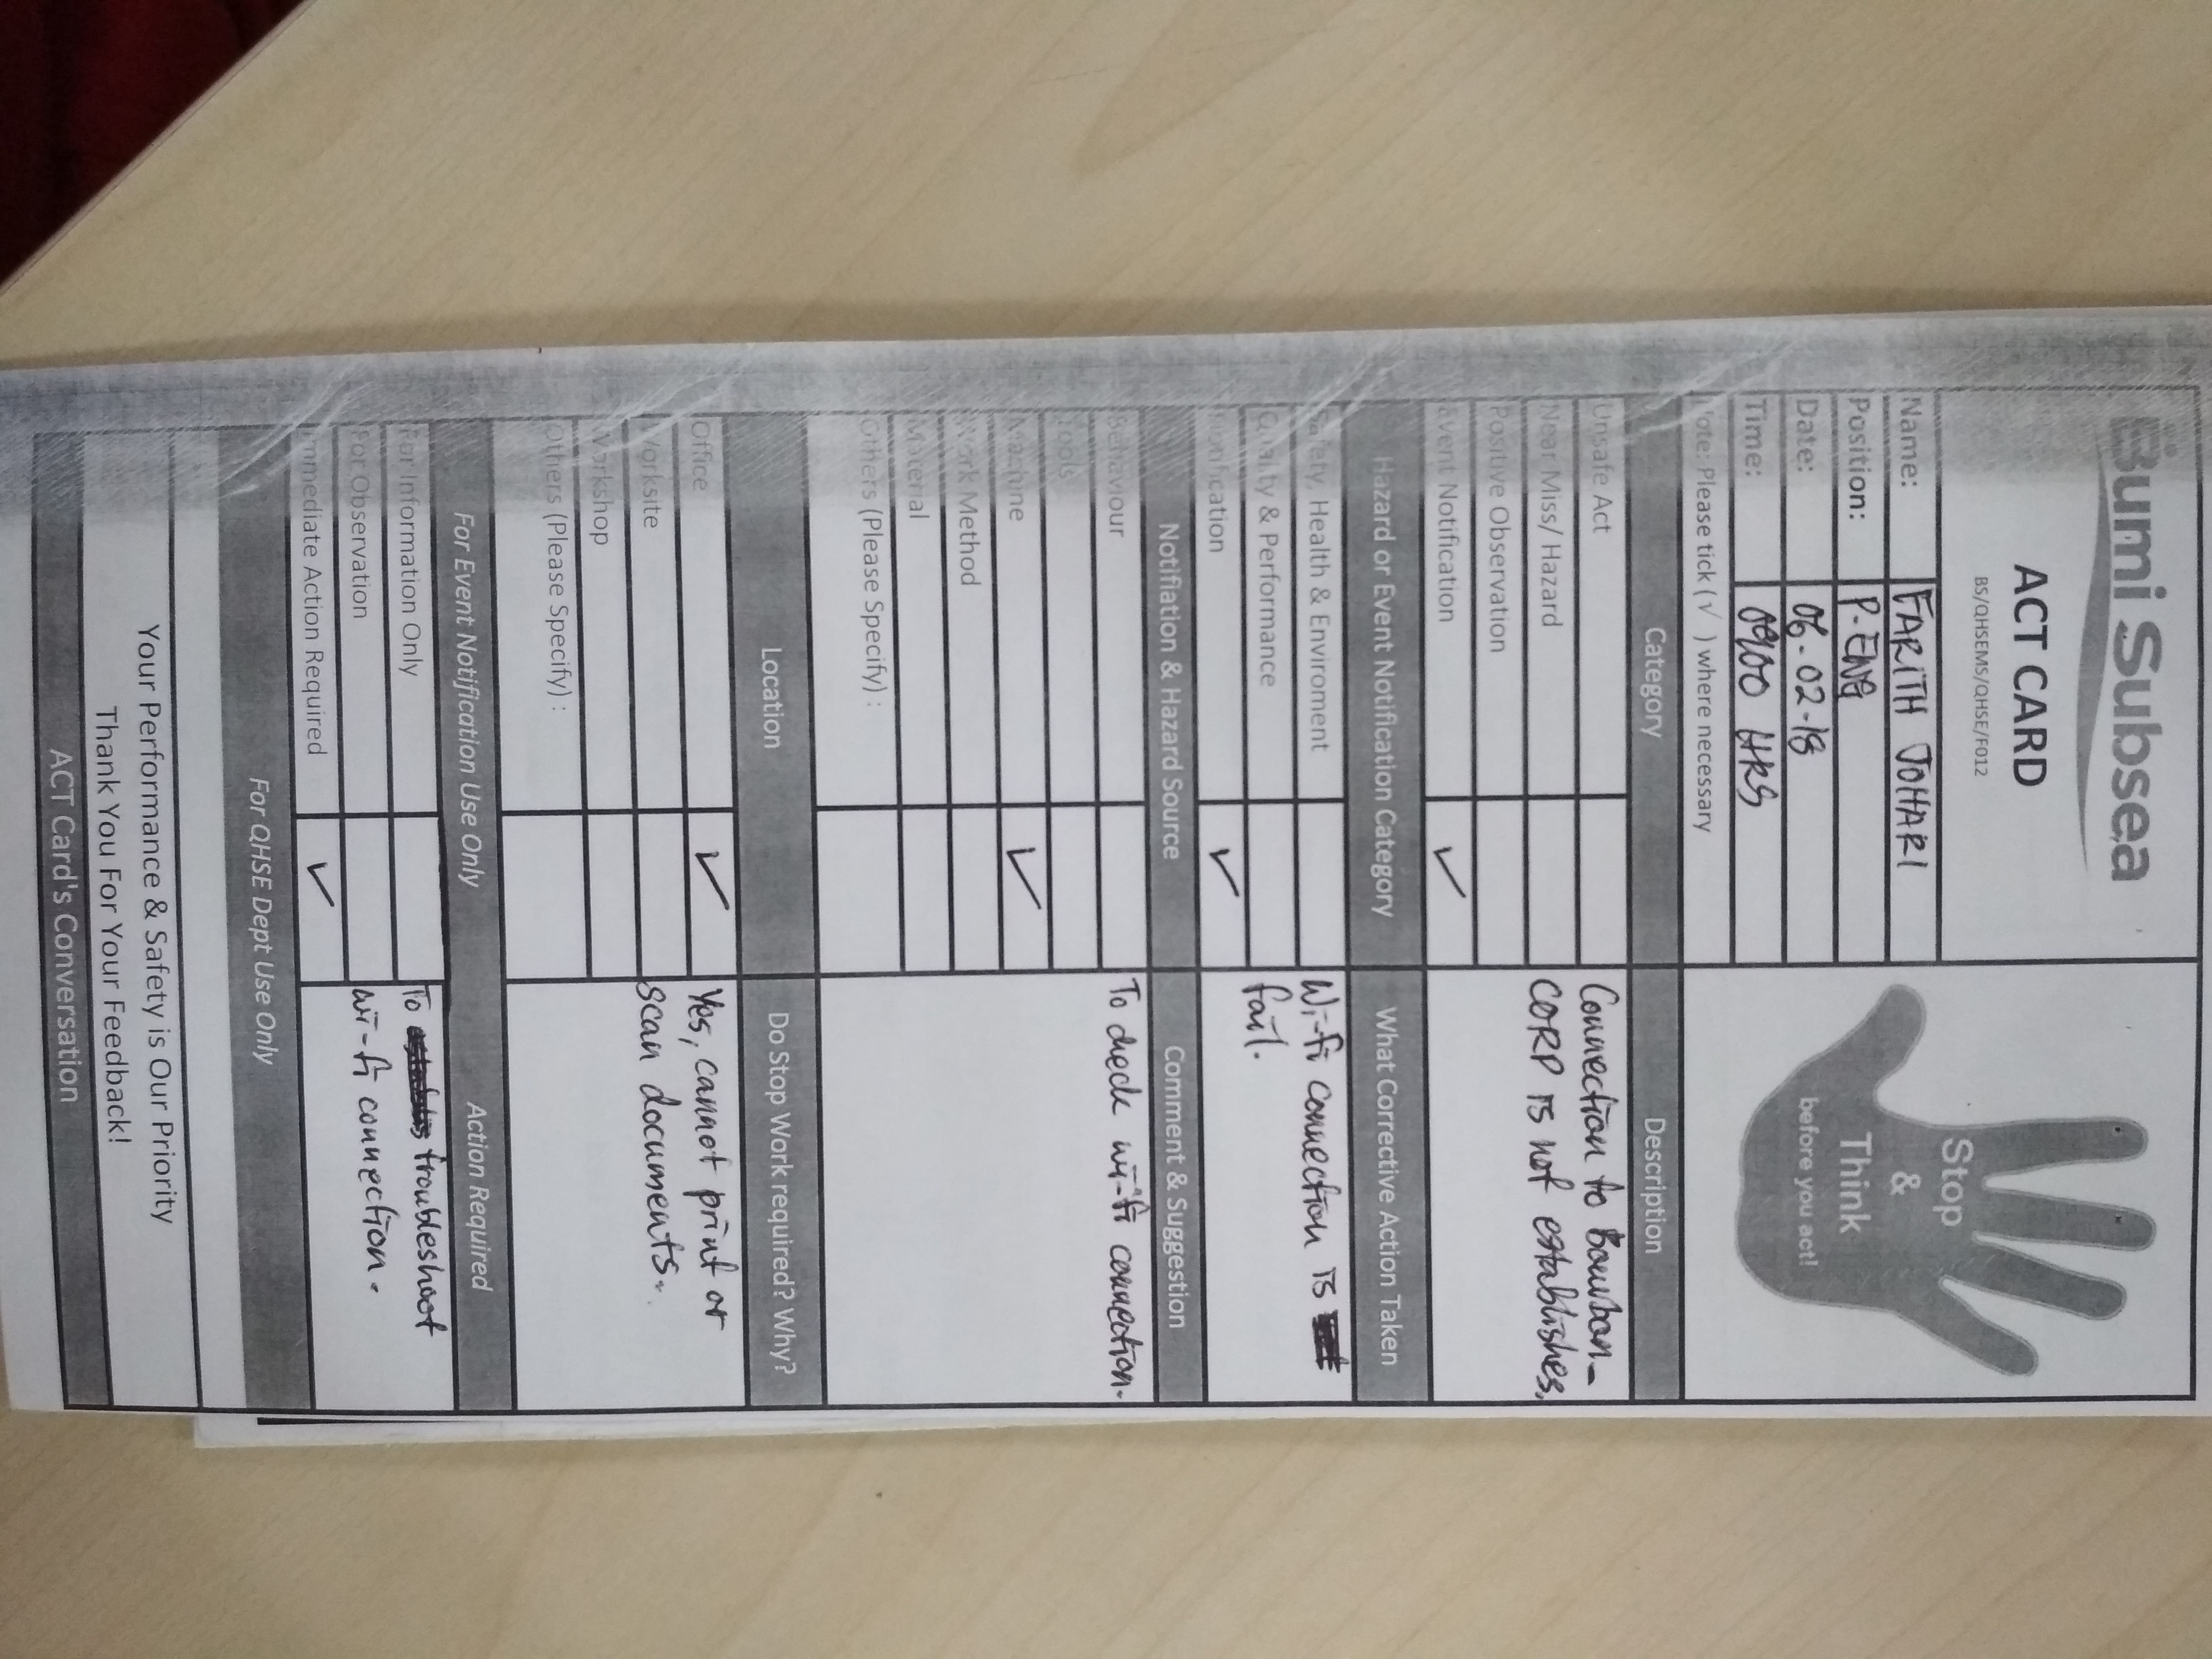 Bumi Subsea
ACT CARD
BS/QHSEMS/QHSE/F012
Stop
&
Think
before you act!
Name: FARITH JOHARI
Position: P. ENG
Date: 06.02.18
Time: 0900 HRS
Note: Please tick (√ ) where necessary
Category Description
Unsafe Act Connection to Bourbon-
Near Miss/ Hazard CORP is not establishes,
Positive Observation
Event Notification ✓
Hazard or Event Notification Category What Corrective Action Taken
Safety, Health & Enviroment Wi-fi connection is
Quality & Performance fail.
Notification ✓
Notifiation & Hazard Source Comment & Suggestion
Behaviour To check wi-fi connection.
Tools
Machine ✓
Work Method
Material
Others (Please Specify) :
Location Do Stop Work required? Why?
Office ✓ Yes, cannot print or
Worksite scan documents.
Workshop
Others (Please Specify) :
For Event Notification Use Only Action Required
For Information Only To troubleshoot
For Observation wi-fi connection.
Immediate Action Required ✓
For QHSE Dept Use Only
Your Performance & Safety is Our Priority
Thank You For Your Feedback!
ACT Card's Conversation